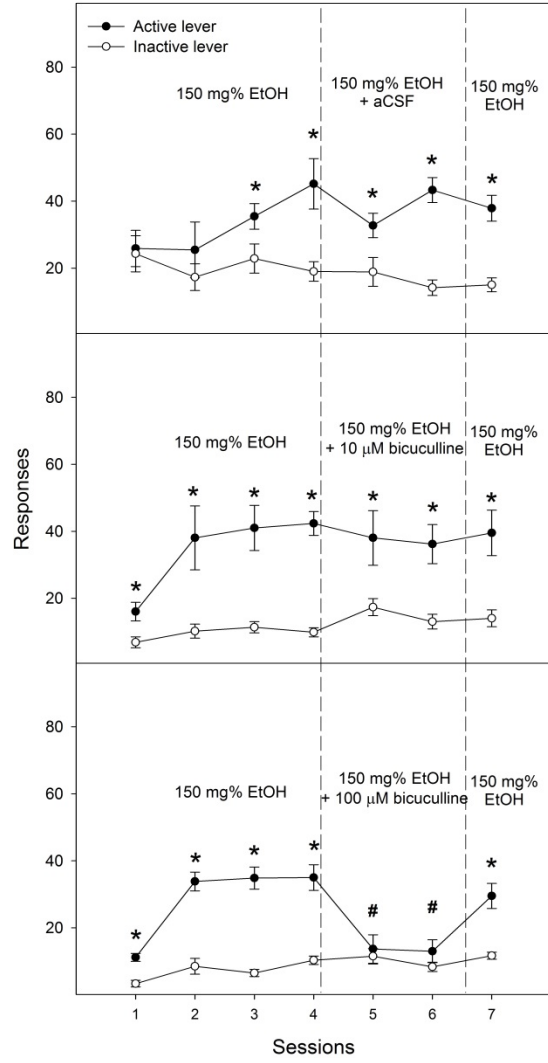 Active lever
Inactive lever
80
60
40
20
150 mg% EtOH
150 mg% EtOH
+ aCSF
150 mg%
EtOH
*
*
*
*
*
80
60
40
20
150 mg% EtOH
150 mg% EtOH
+ 10 μM bicuculline
150 mg%
EtOH
*
*
*
*
*
*
*
Responses
80
60
40
20
150 mg% EtOH
150 mg% EtOH
+ 100 μM bicuculline
150 mg%
EtOH
*
*
*
*
#
#
*
1 2 3 4 5 6 7
Sessions